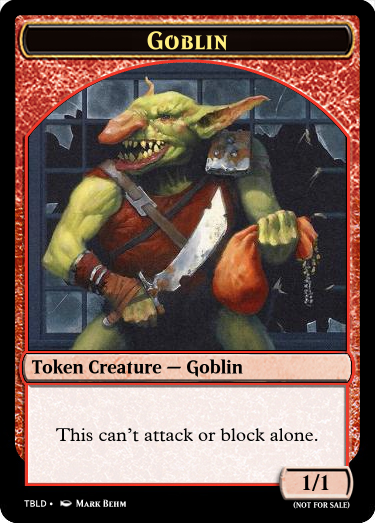 Goblin
Token Creature — Goblin
This can't attack or block alone.
1/1
TBLD • Mark Behm
(NOT FOR SALE)